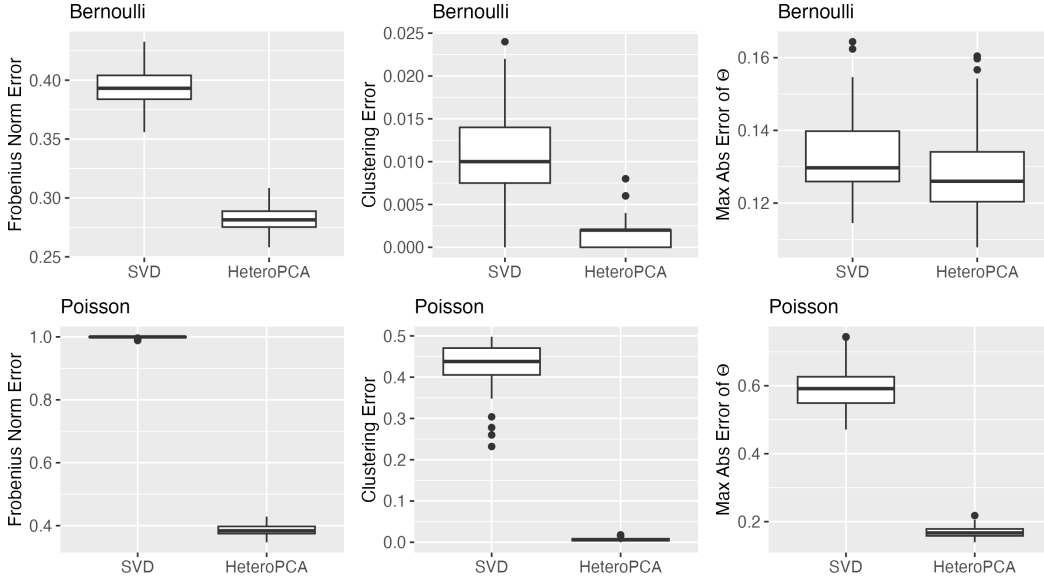 Bernoulli
Frobenius Norm Error
0.40
0.35
0.30
0.25
SVD
HeteroPCA
Bernoulli
Clustering Error
0.025
0.020
0.015
0.010
0.005
0.000
SVD
HeteroPCA
Bernoulli
Max Abs Error of Θ
0.16
0.14
0.12
SVD
HeteroPCA
Poisson
Frobenius Norm Error
1.0
0.8
0.6
0.4
SVD
HeteroPCA
Poisson
Clustering Error
0.5
0.4
0.3
0.2
0.1
0.0
SVD
HeteroPCA
Poisson
Max Abs Error of Θ
0.6
0.4
0.2
SVD
HeteroPCA